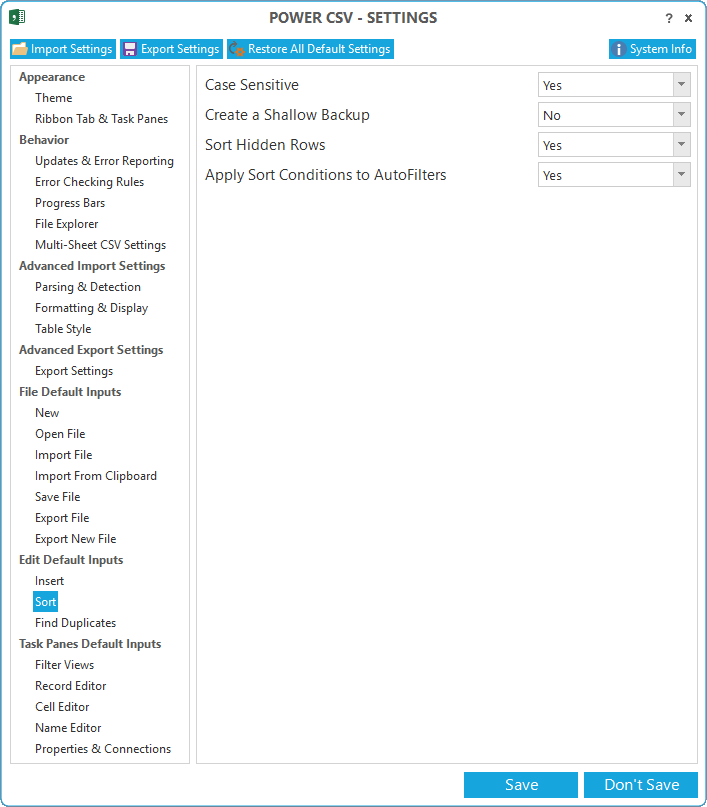 POWER CSV - SETTINGS
? x
Import Settings Export Settings Restore All Default Settings System Info
Appearance
Theme
Ribbon Tab & Task Panes
Behavior
Updates & Error Reporting
Error Checking Rules
Progress Bars
File Explorer
Multi-Sheet CSV Settings
Advanced Import Settings
Parsing & Detection
Formatting & Display
Table Style
Advanced Export Settings
Export Settings
File Default Inputs
New
Open File
Import File
Import From Clipboard
Save File
Export File
Export New File
Edit Default Inputs
Insert
Sort
Find Duplicates
Task Panes Default Inputs
Filter Views
Record Editor
Cell Editor
Name Editor
Properties & Connections
Case Sensitive Yes
Create a Shallow Backup No
Sort Hidden Rows Yes
Apply Sort Conditions to AutoFilters Yes
Save Don't Save